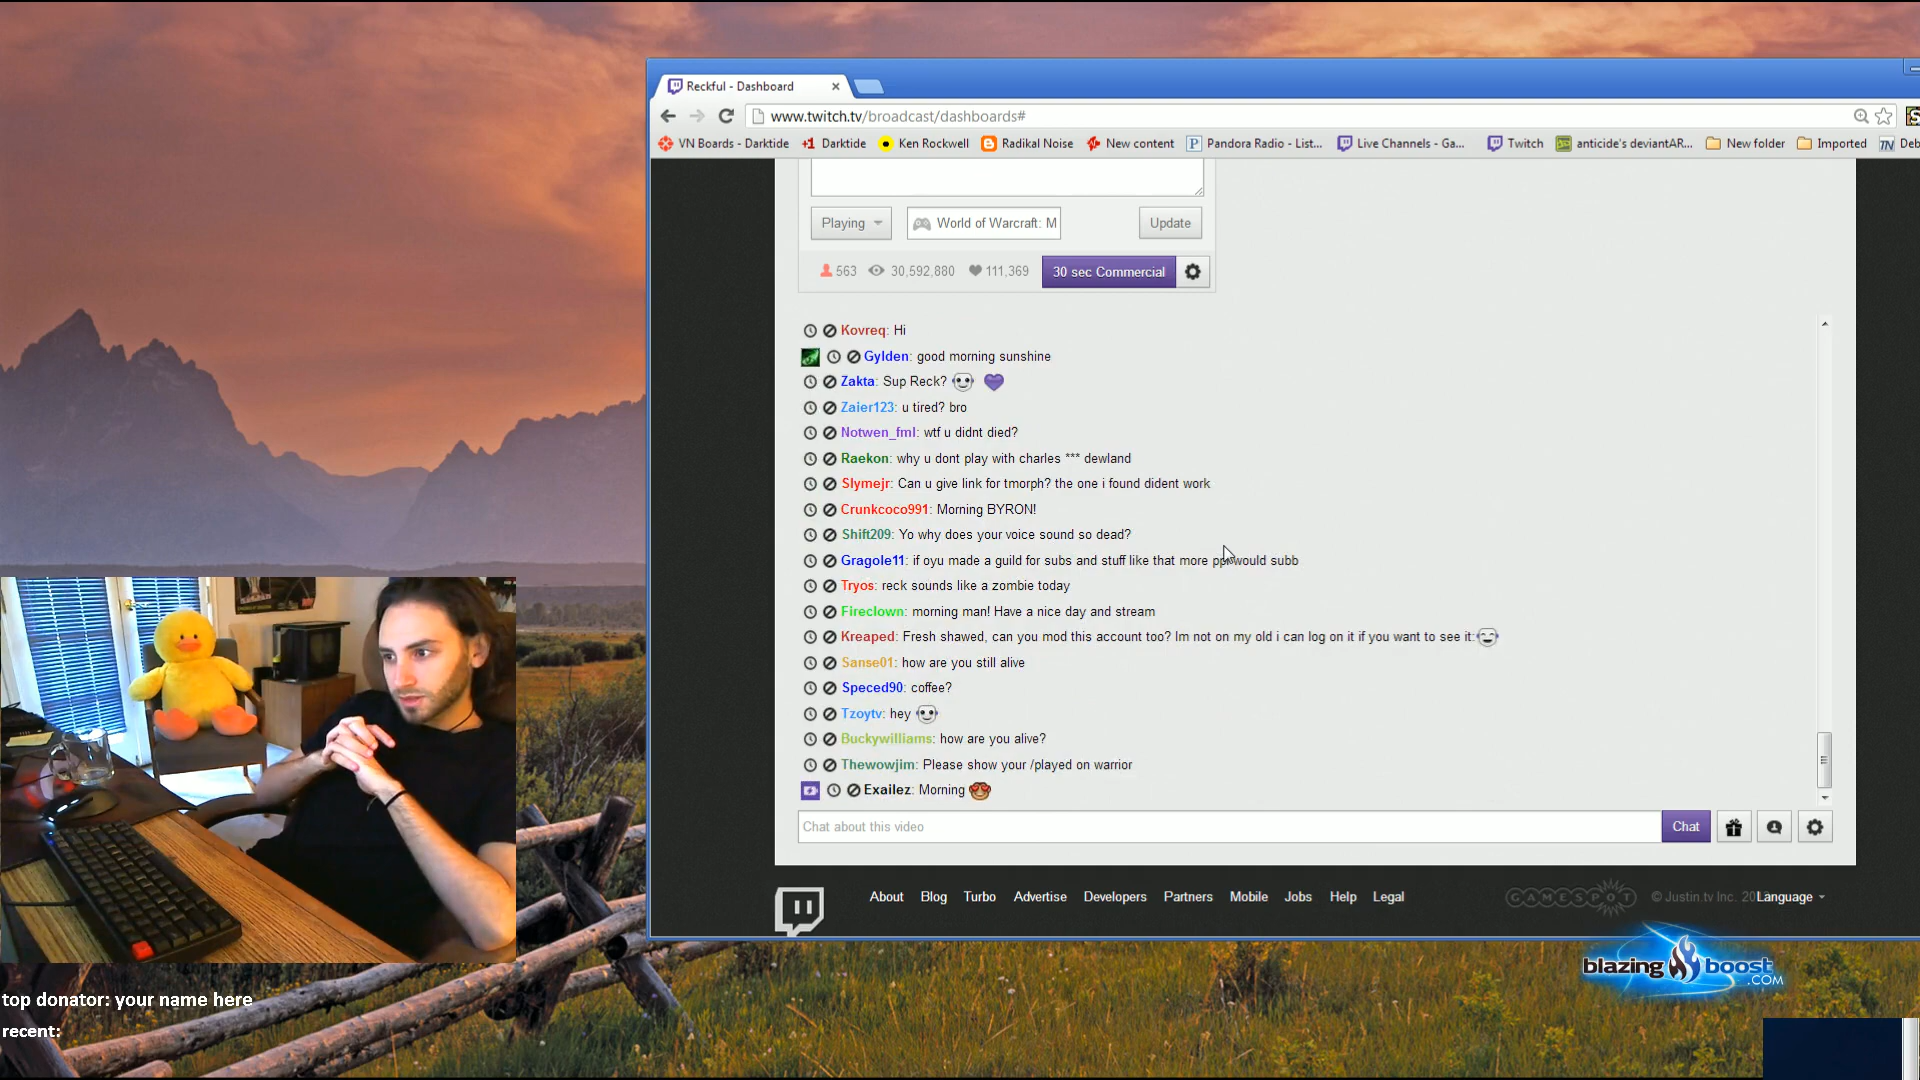 Reckful - Dashboard
www.twitch.tv/broadcast/dashboards#
VN Boards - Darktide +1 Darktide Ken Rockwell Radikal Noise New content Pandora Radio - List... Live Channels - Ga... Twitch anticide's deviantAR... New folder Imported TN Deb
Playing World of Warcraft: M Update
563 30,592,880 111,369 30 sec Commercial
Kovreq: Hi
Gylden: good morning sunshine
Zakta: Sup Reck?
Zaier123: u tired? bro
Notwen_fml: wtf u didnt died?
Raekon: why u dont play with charles *** dewland
Slymejr: Can u give link for tmorph? the one i found dident work
Crunkcoco991: Morning BYRON!
Shift209: Yo why does your voice sound so dead?
Gragole11: if oyu made a guild for subs and stuff like that more pp would subb
Tryos: reck sounds like a zombie today
Fireclown: morning man! Have a nice day and stream
Kreaped: Fresh shawed, can you mod this account too? Im not on my old i can log on it if you want to see it:
Sanse01: how are you still alive
Speced90: coffee?
Tzoytv: hey
Buckywilliams: how are you alive?
Thewowjim: Please show your /played on warrior
Exailez: Morning
Chat about this video Chat
About Blog Turbo Advertise Developers Partners Mobile Jobs Help Legal GAMESPOT © Justin.tv Inc. 20 Language
blazing boost
.COM
top donator: your name here
recent: